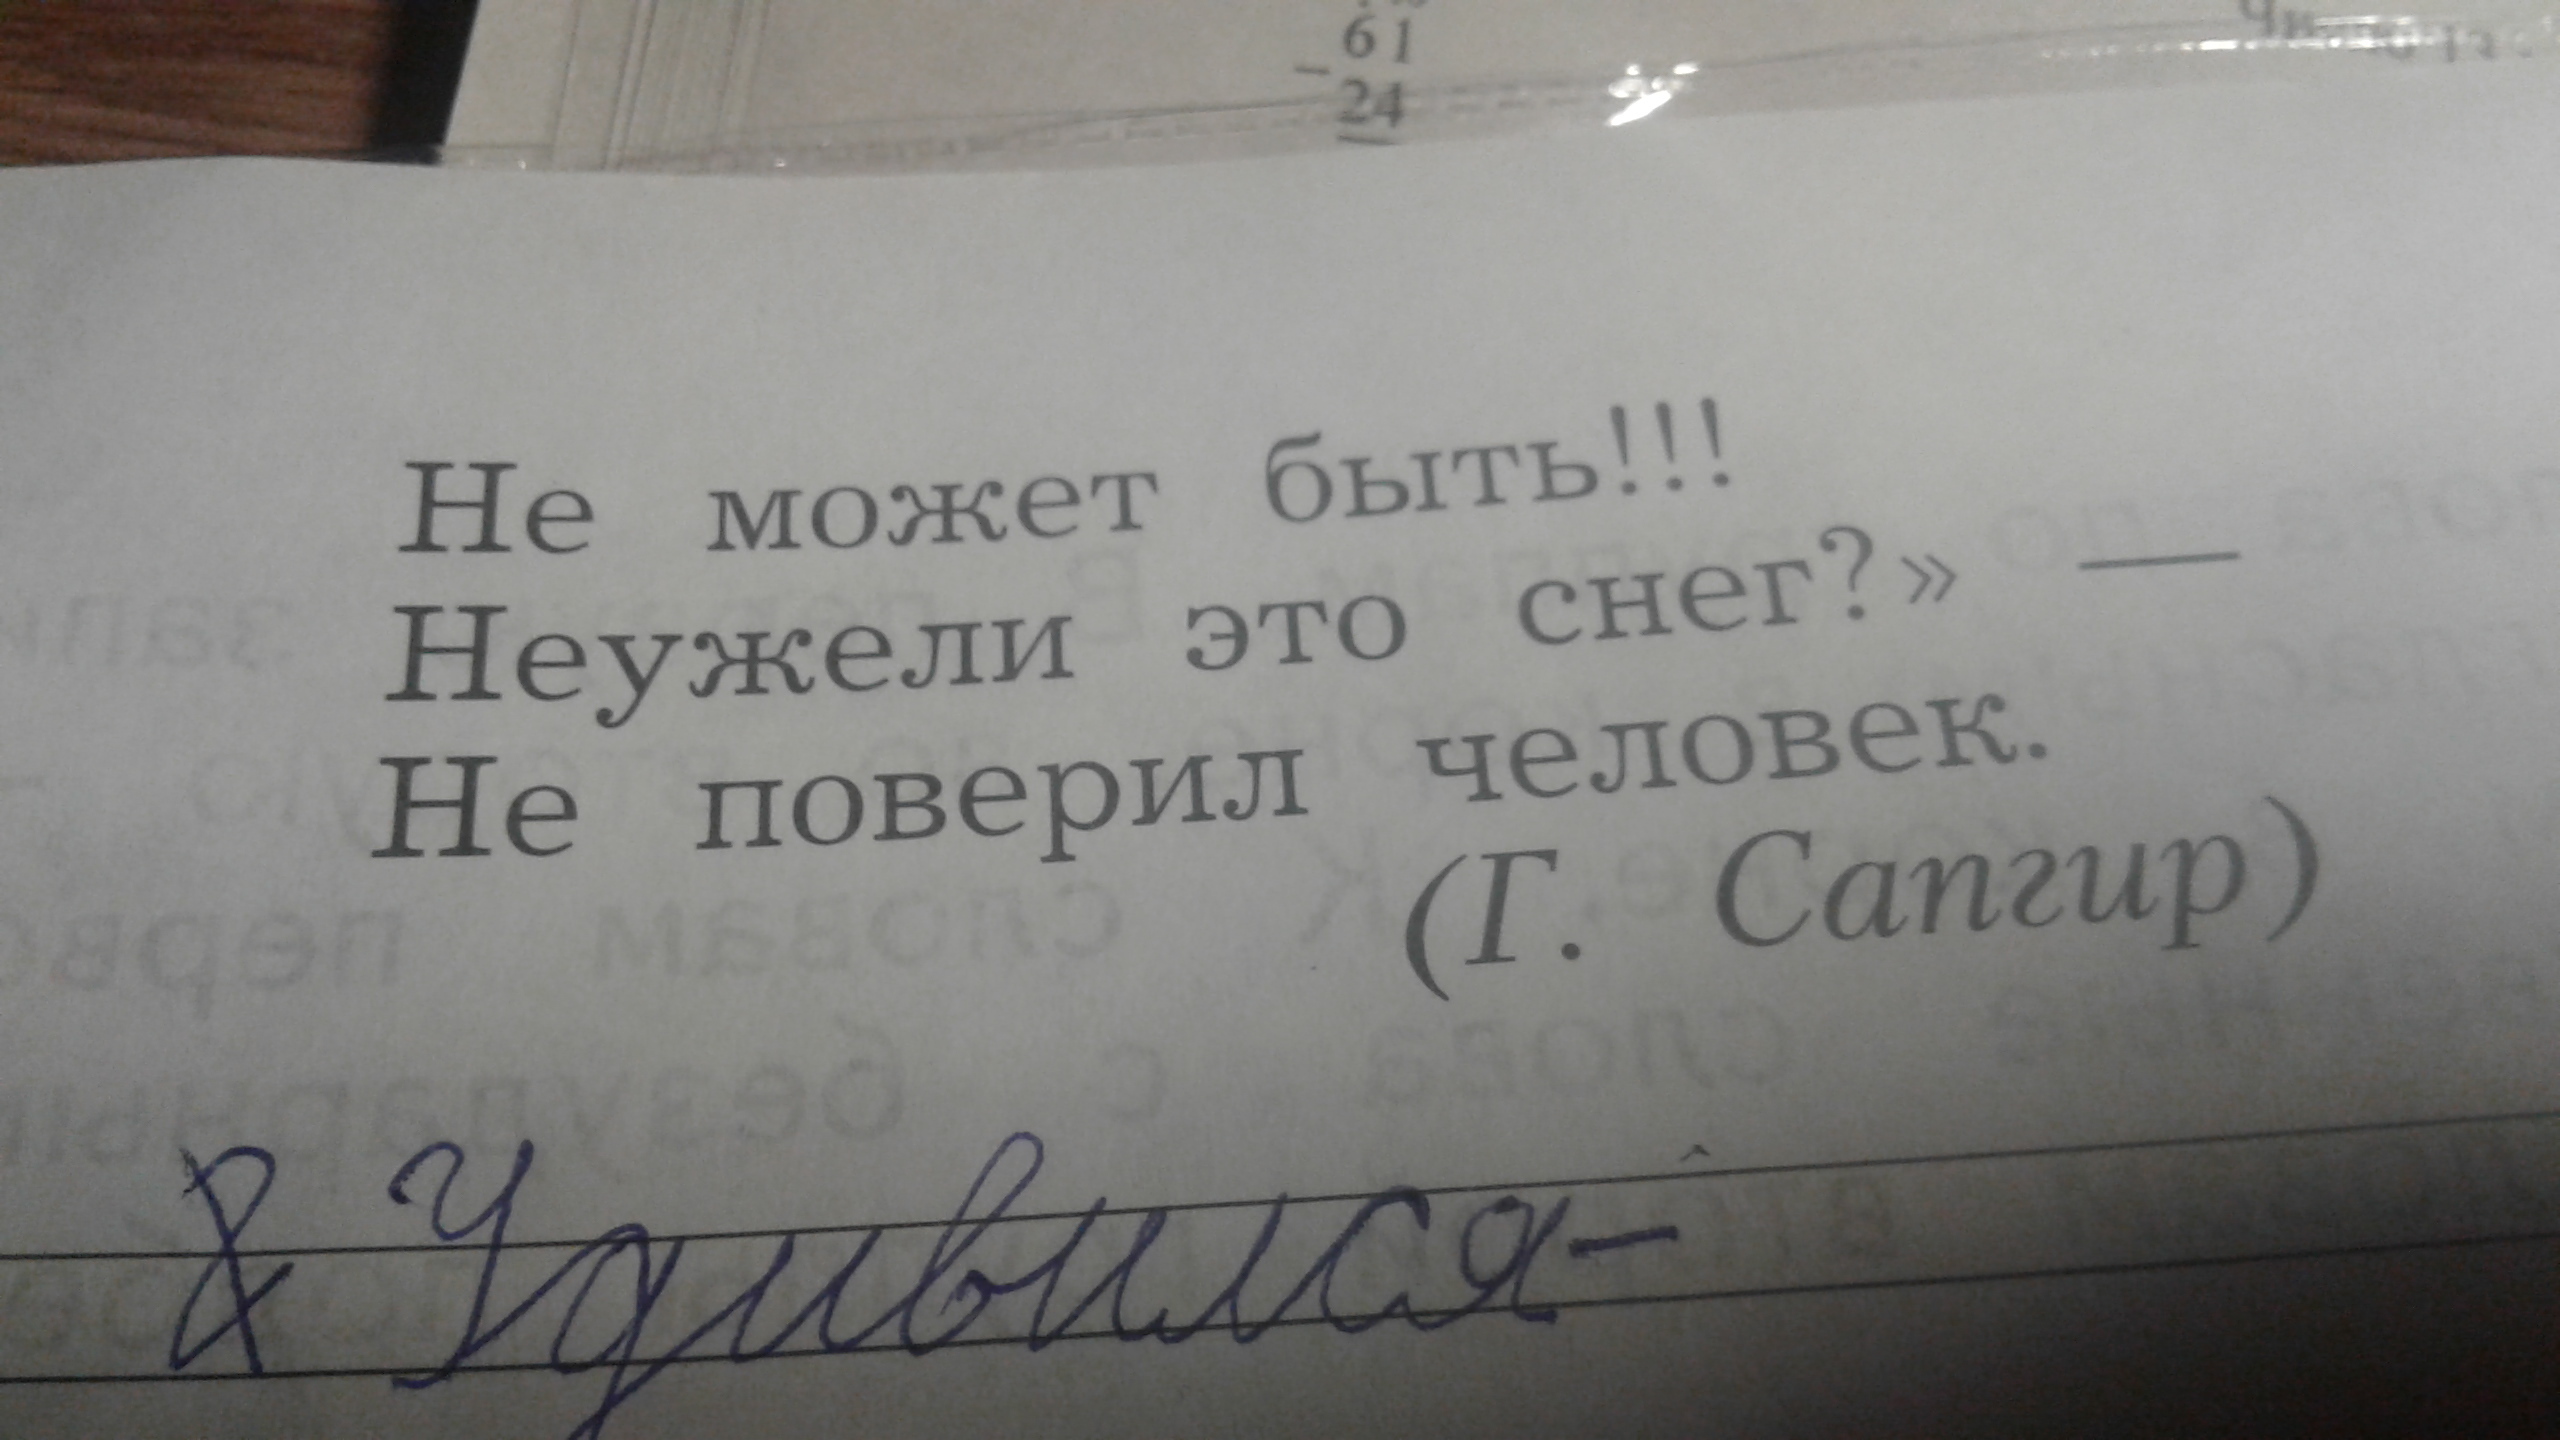 61
-
24
Не может быть!!!
Неужели это снег?» —
Не поверил человек.
(Г. Сапгир)
Удивился-